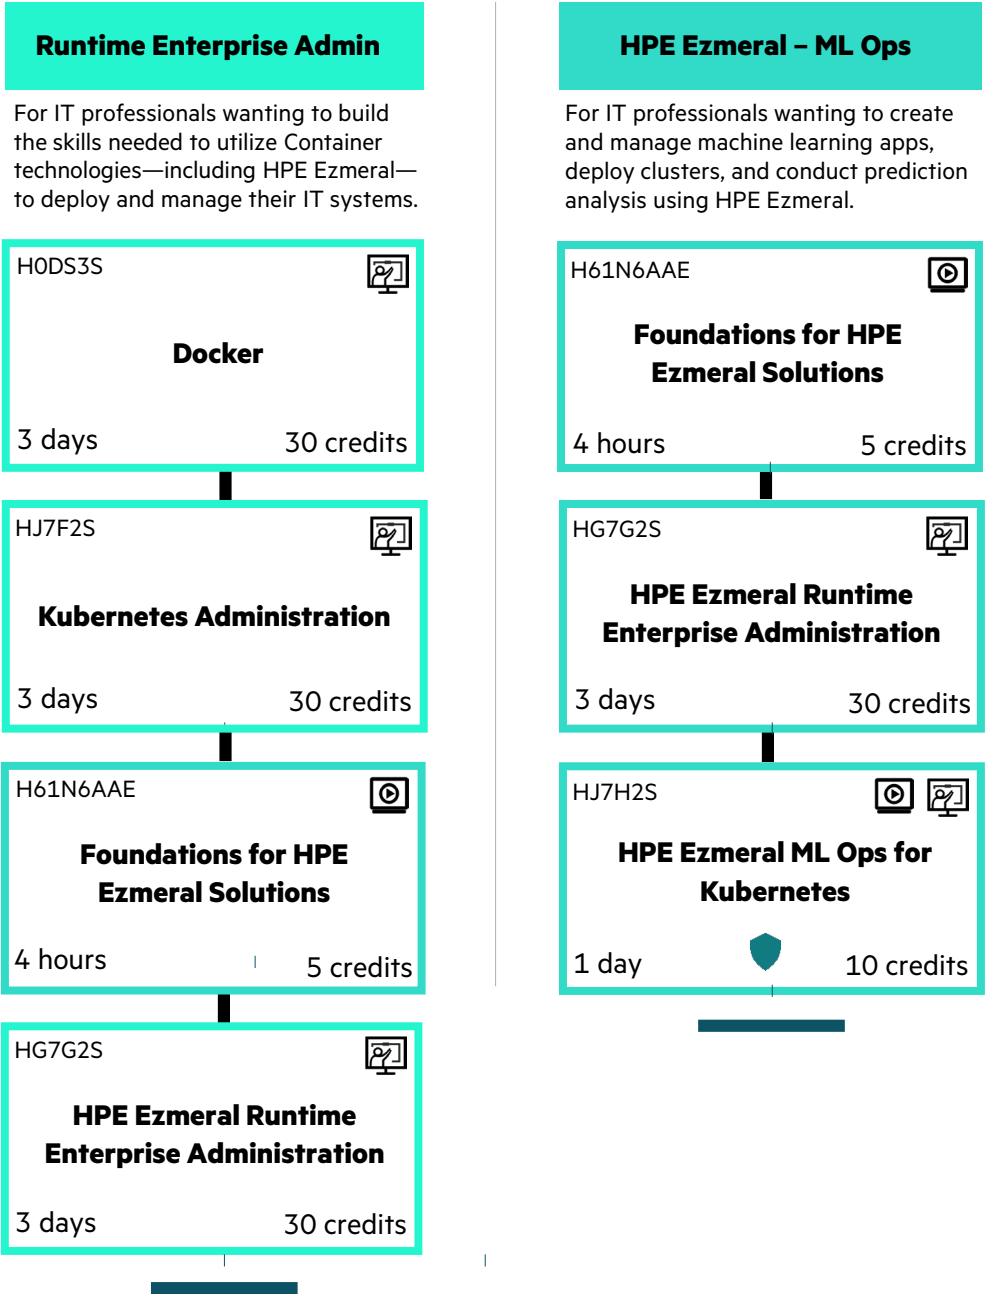 Runtime Enterprise Admin
For IT professionals wanting to build
the skills needed to utilize Container
technologies—including HPE Ezmeral—
to deploy and manage their IT systems.
H0DS3S
Docker
3 days
30 credits
HJ7F2S
Kubernetes Administration
3 days
30 credits
H61N6AAE
Foundations for HPE
Ezmeral Solutions
4 hours
5 credits
HG7G2S
HPE Ezmeral Runtime
Enterprise Administration
3 days
30 credits
HPE Ezmeral – ML Ops
For IT professionals wanting to create
and manage machine learning apps,
deploy clusters, and conduct prediction
analysis using HPE Ezmeral.
H61N6AAE
Foundations for HPE
Ezmeral Solutions
4 hours
5 credits
HG7G2S
HPE Ezmeral Runtime
Enterprise Administration
3 days
30 credits
HJ7H2S
HPE Ezmeral ML Ops for
Kubernetes
1 day
10 credits